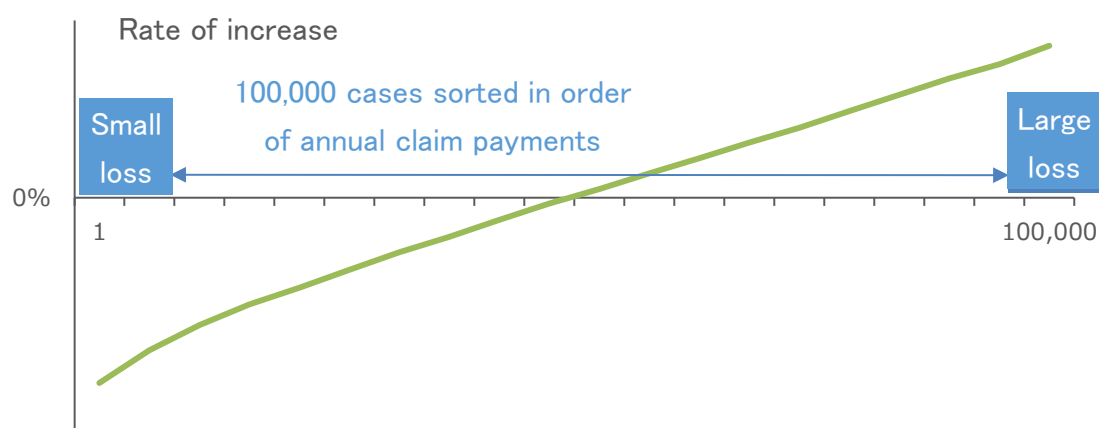 Rate of increase
100,000 cases sorted in order
of annual claim payments
Small
loss
Large
loss
0%
1
100,000